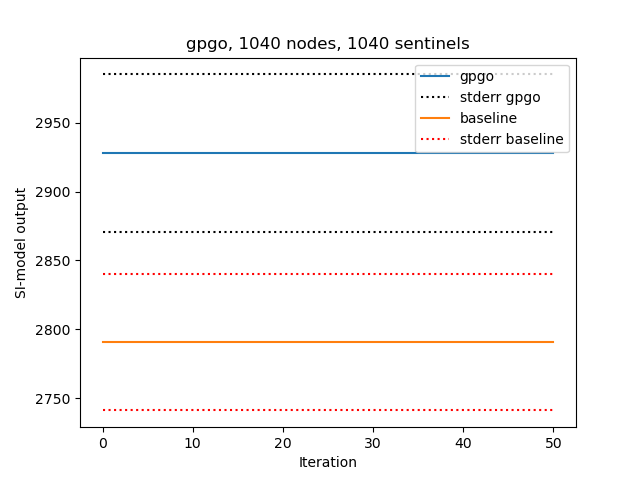 gpgo, 1040 nodes, 1040 sentinels
gpgo
stderr gpgo
baseline
stderr baseline
SI-model output
2950
2900
2850
2800
2750
0 10 20 30 40 50
Iteration